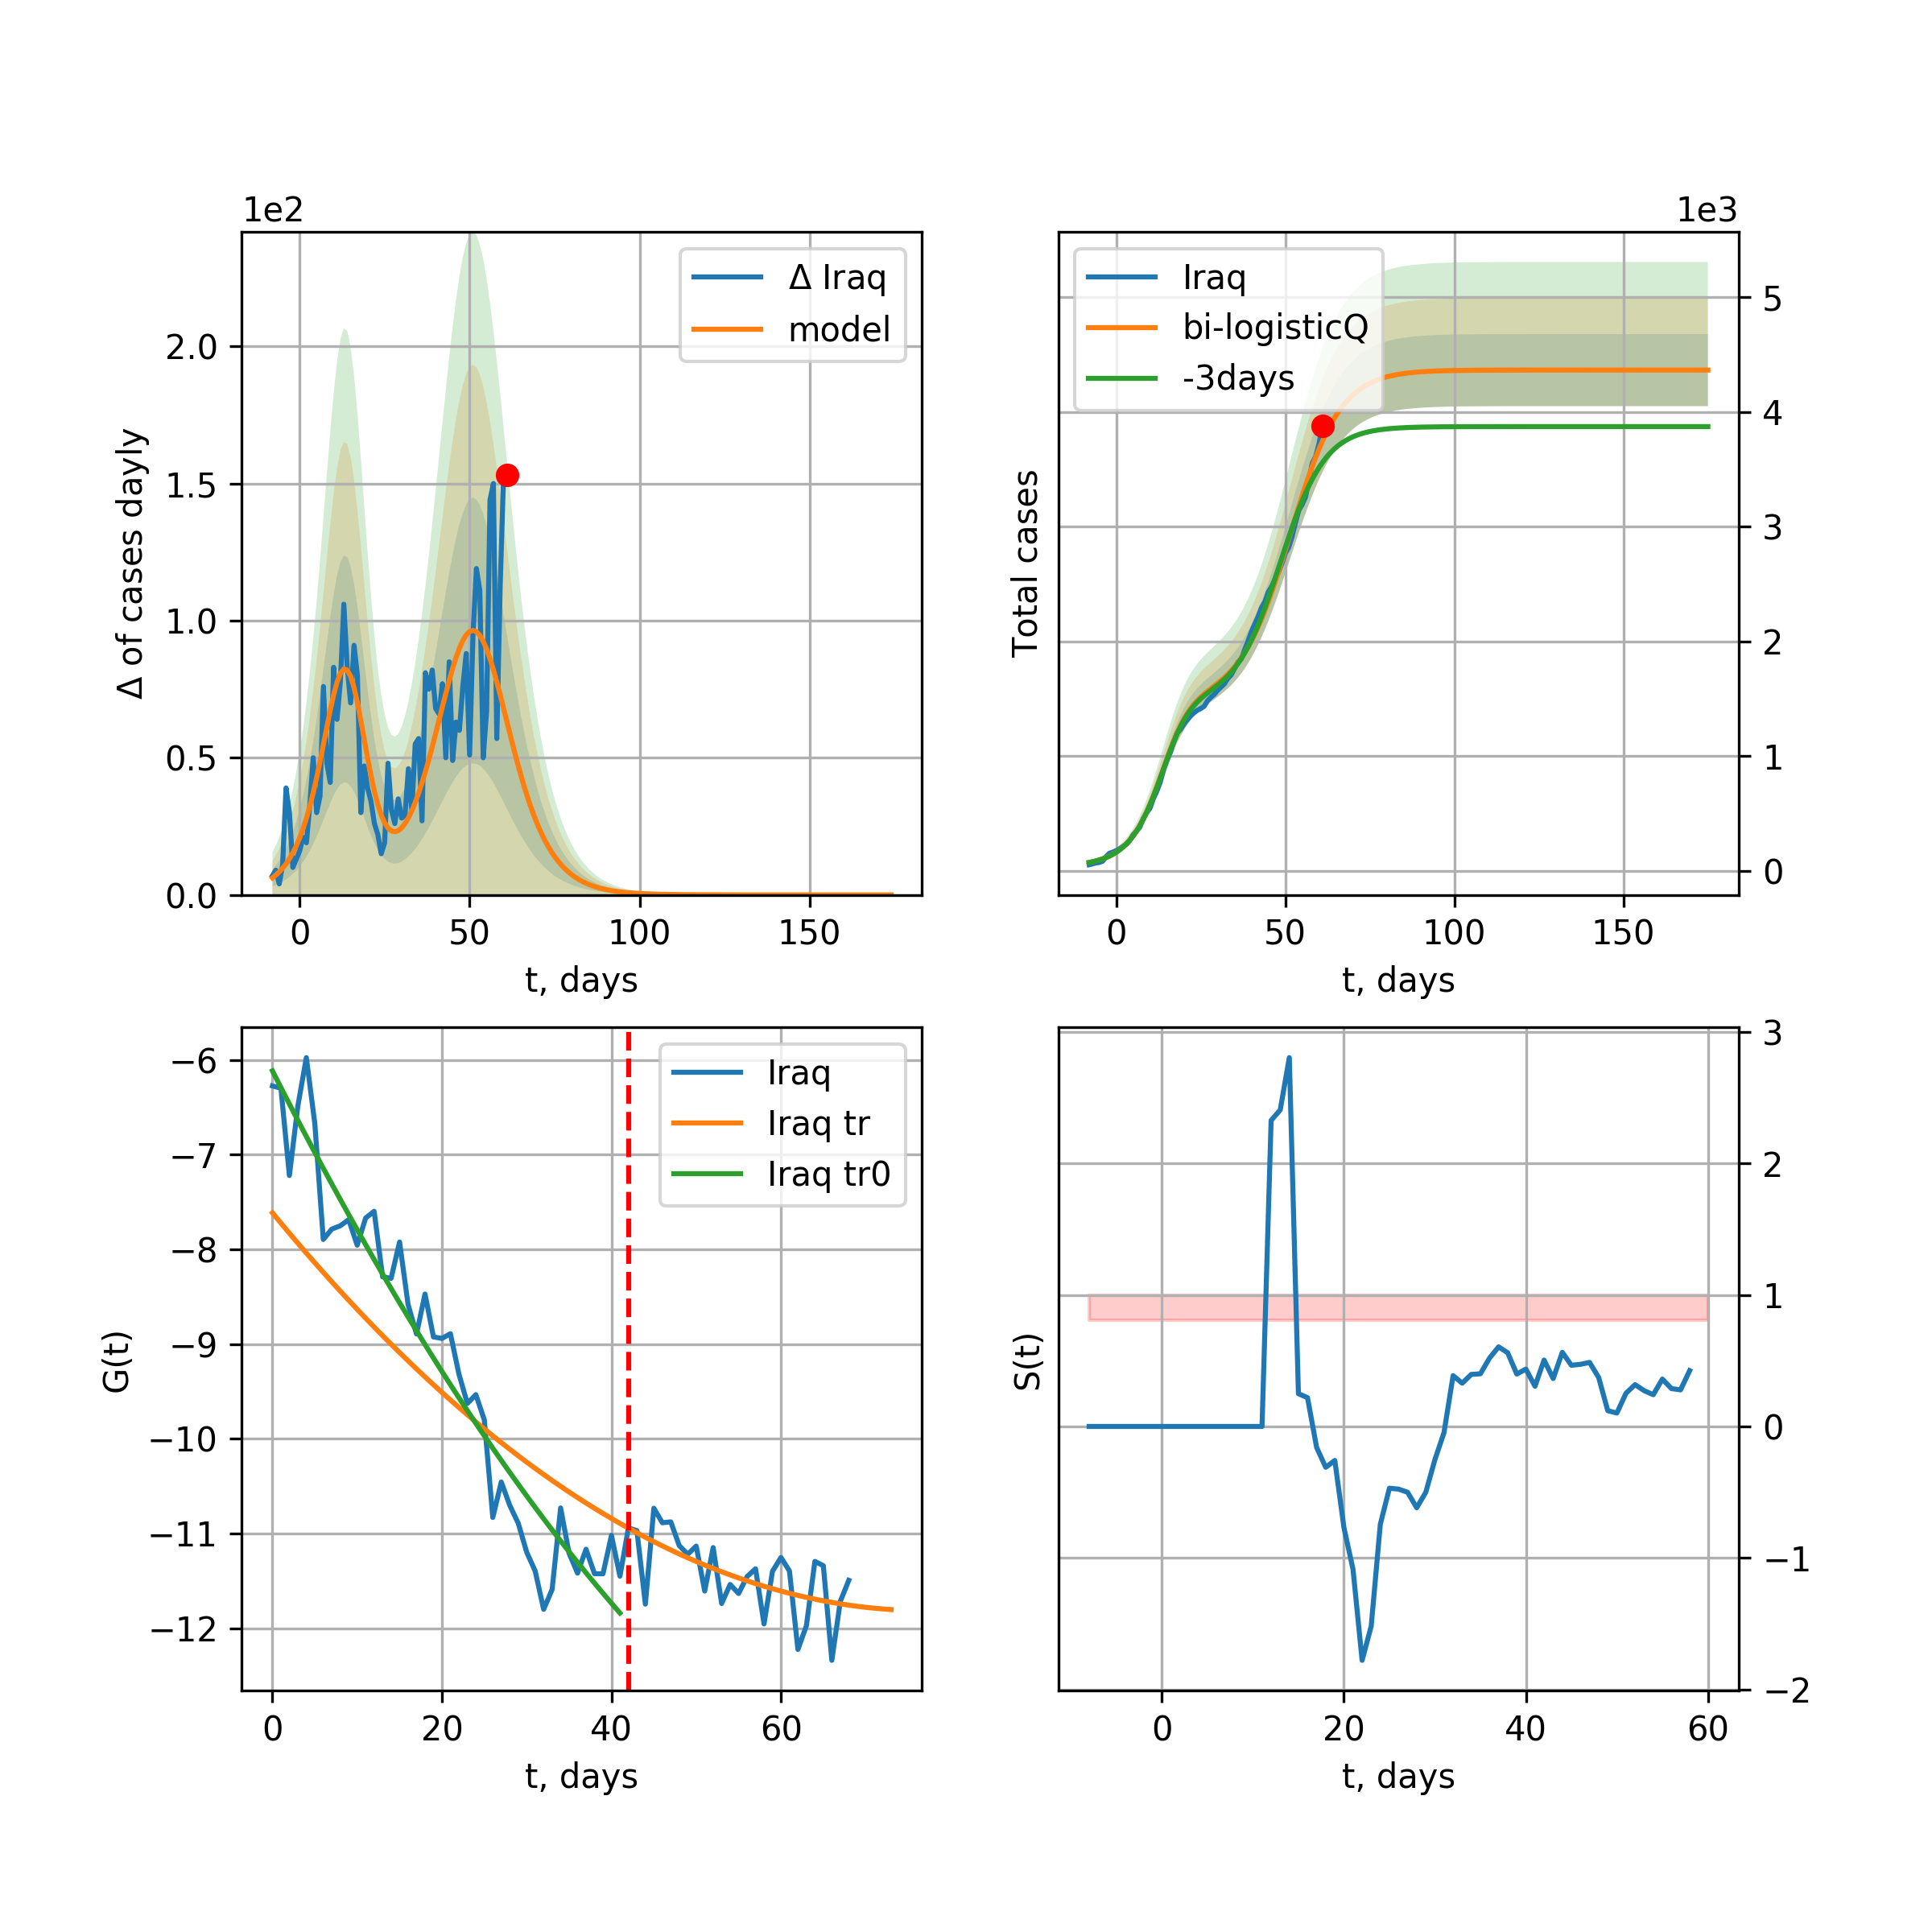 1e2
Δ of cases dayly
2.0
1.5
1.0
0.5
0.0
0 50 100 150
t, days
Δ Iraq
model
1e3
Total cases
Iraq
bi-logisticQ
-3days
5
4
3
2
1
0
0 50 100 150
t, days
G(t)
−6
−7
−8
−9
−10
−11
−12
0 20 40 60
t, days
Iraq
Iraq tr
Iraq tr0
S(t)
3
2
1
0
−1
−2
0 20 40 60
t, days